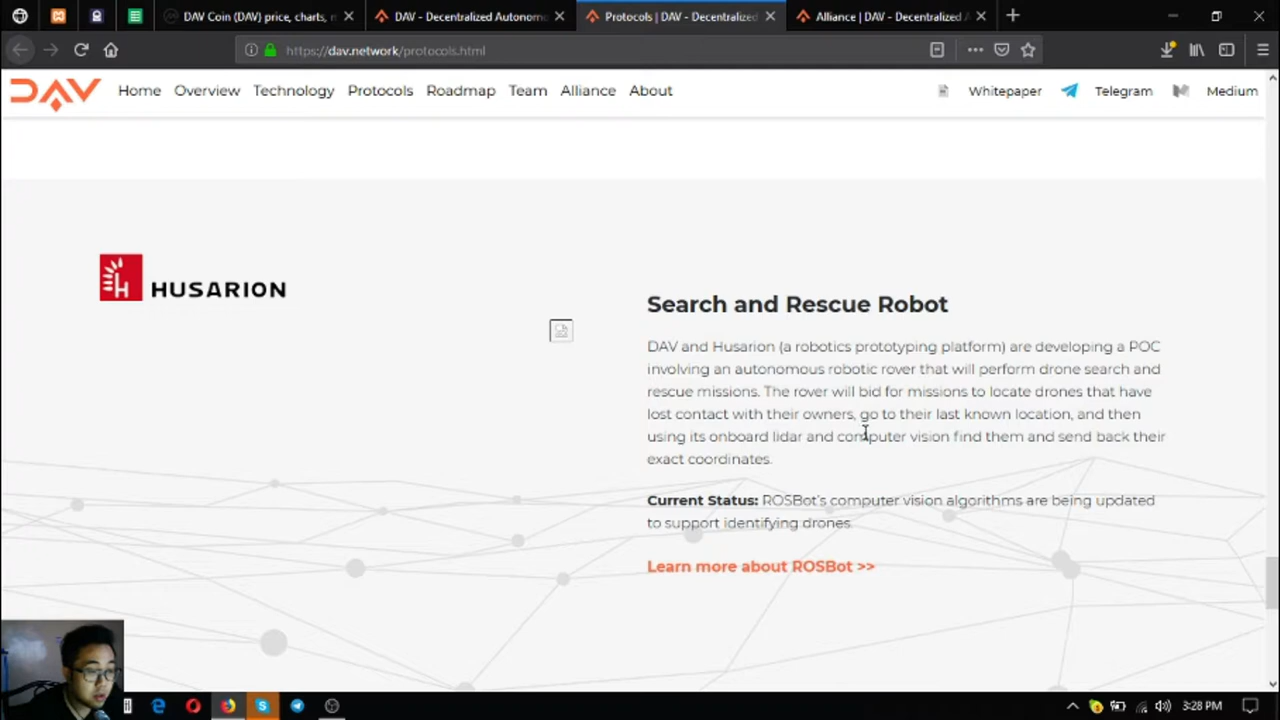 DAV Coin (DAV) price, charts, m
DAV - Decentralized Autonomo
Protocols | DAV - Decentralized
Alliance | DAV - Decentralized A
https://dav.network/protocols.html
DAV Home Overview Technology Protocols Roadmap Team Alliance About Whitepaper Telegram Medium
HUSARION
Search and Rescue Robot
DAV and Husarion (a robotics prototyping platform) are developing a POC
involving an autonomous robotic rover that will perform drone search and
rescue missions. The rover will bid for missions to locate drones that have
lost contact with their owners, go to their last known location, and then
using its onboard lidar and computer vision find them and send back their
exact coordinates.
Current Status: ROSBot's computer vision algorithms are being updated
to support identifying drones.
Learn more about ROSBot >>
3:28 PM